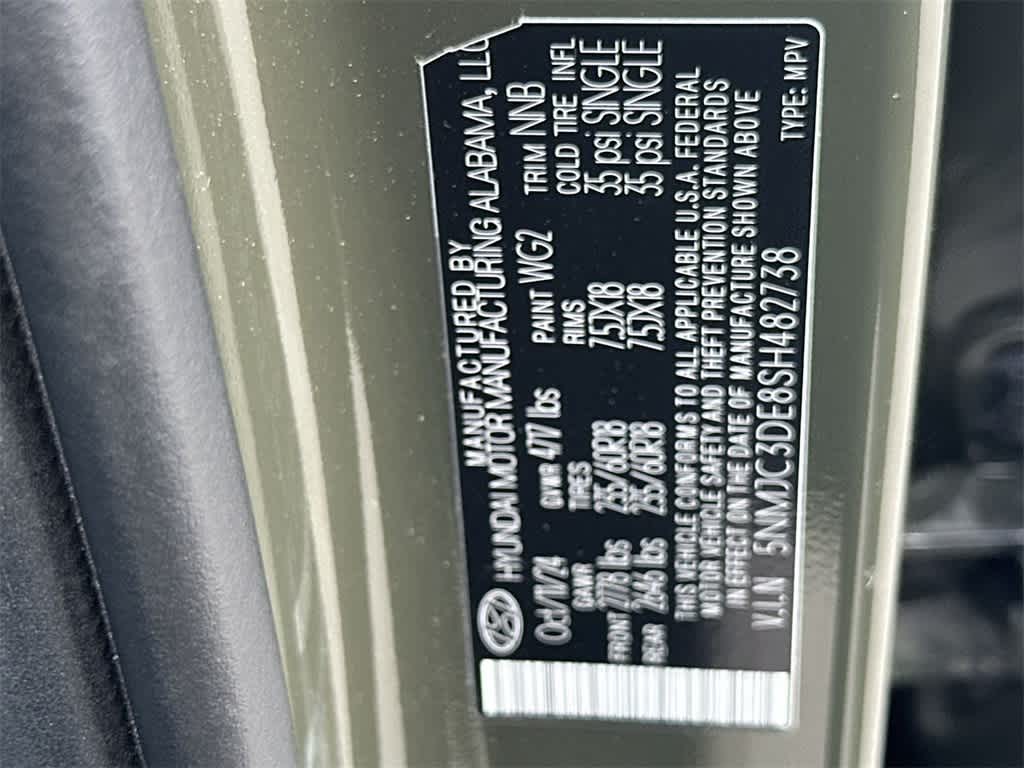 MANUFACTURED BY
HYUNDAI MOTOR MANUFACTURING ALABAMA, LLC
Oct/17/24 GVWR 4717 lbs PAINT WG2 TRIM NNB
GAWR TIRES RIMS COLD TIRE INFL
FRONT 2778 lbs 235/60R18 7.5JX18 35 psi SINGLE
REAR 2646 lbs 235/60R18 7.5JX18 35 psi SINGLE
THIS VEHICLE CONFORMS TO ALL APPLICABLE U.S.A. FEDERAL
MOTOR VEHICLE SAFETY AND THEFT PREVENTION STANDARDS
IN EFFECT ON THE DATE OF MANUFACTURE SHOWN ABOVE
V.I.N 5NMJC3DE8SH482738 TYPE: MPV